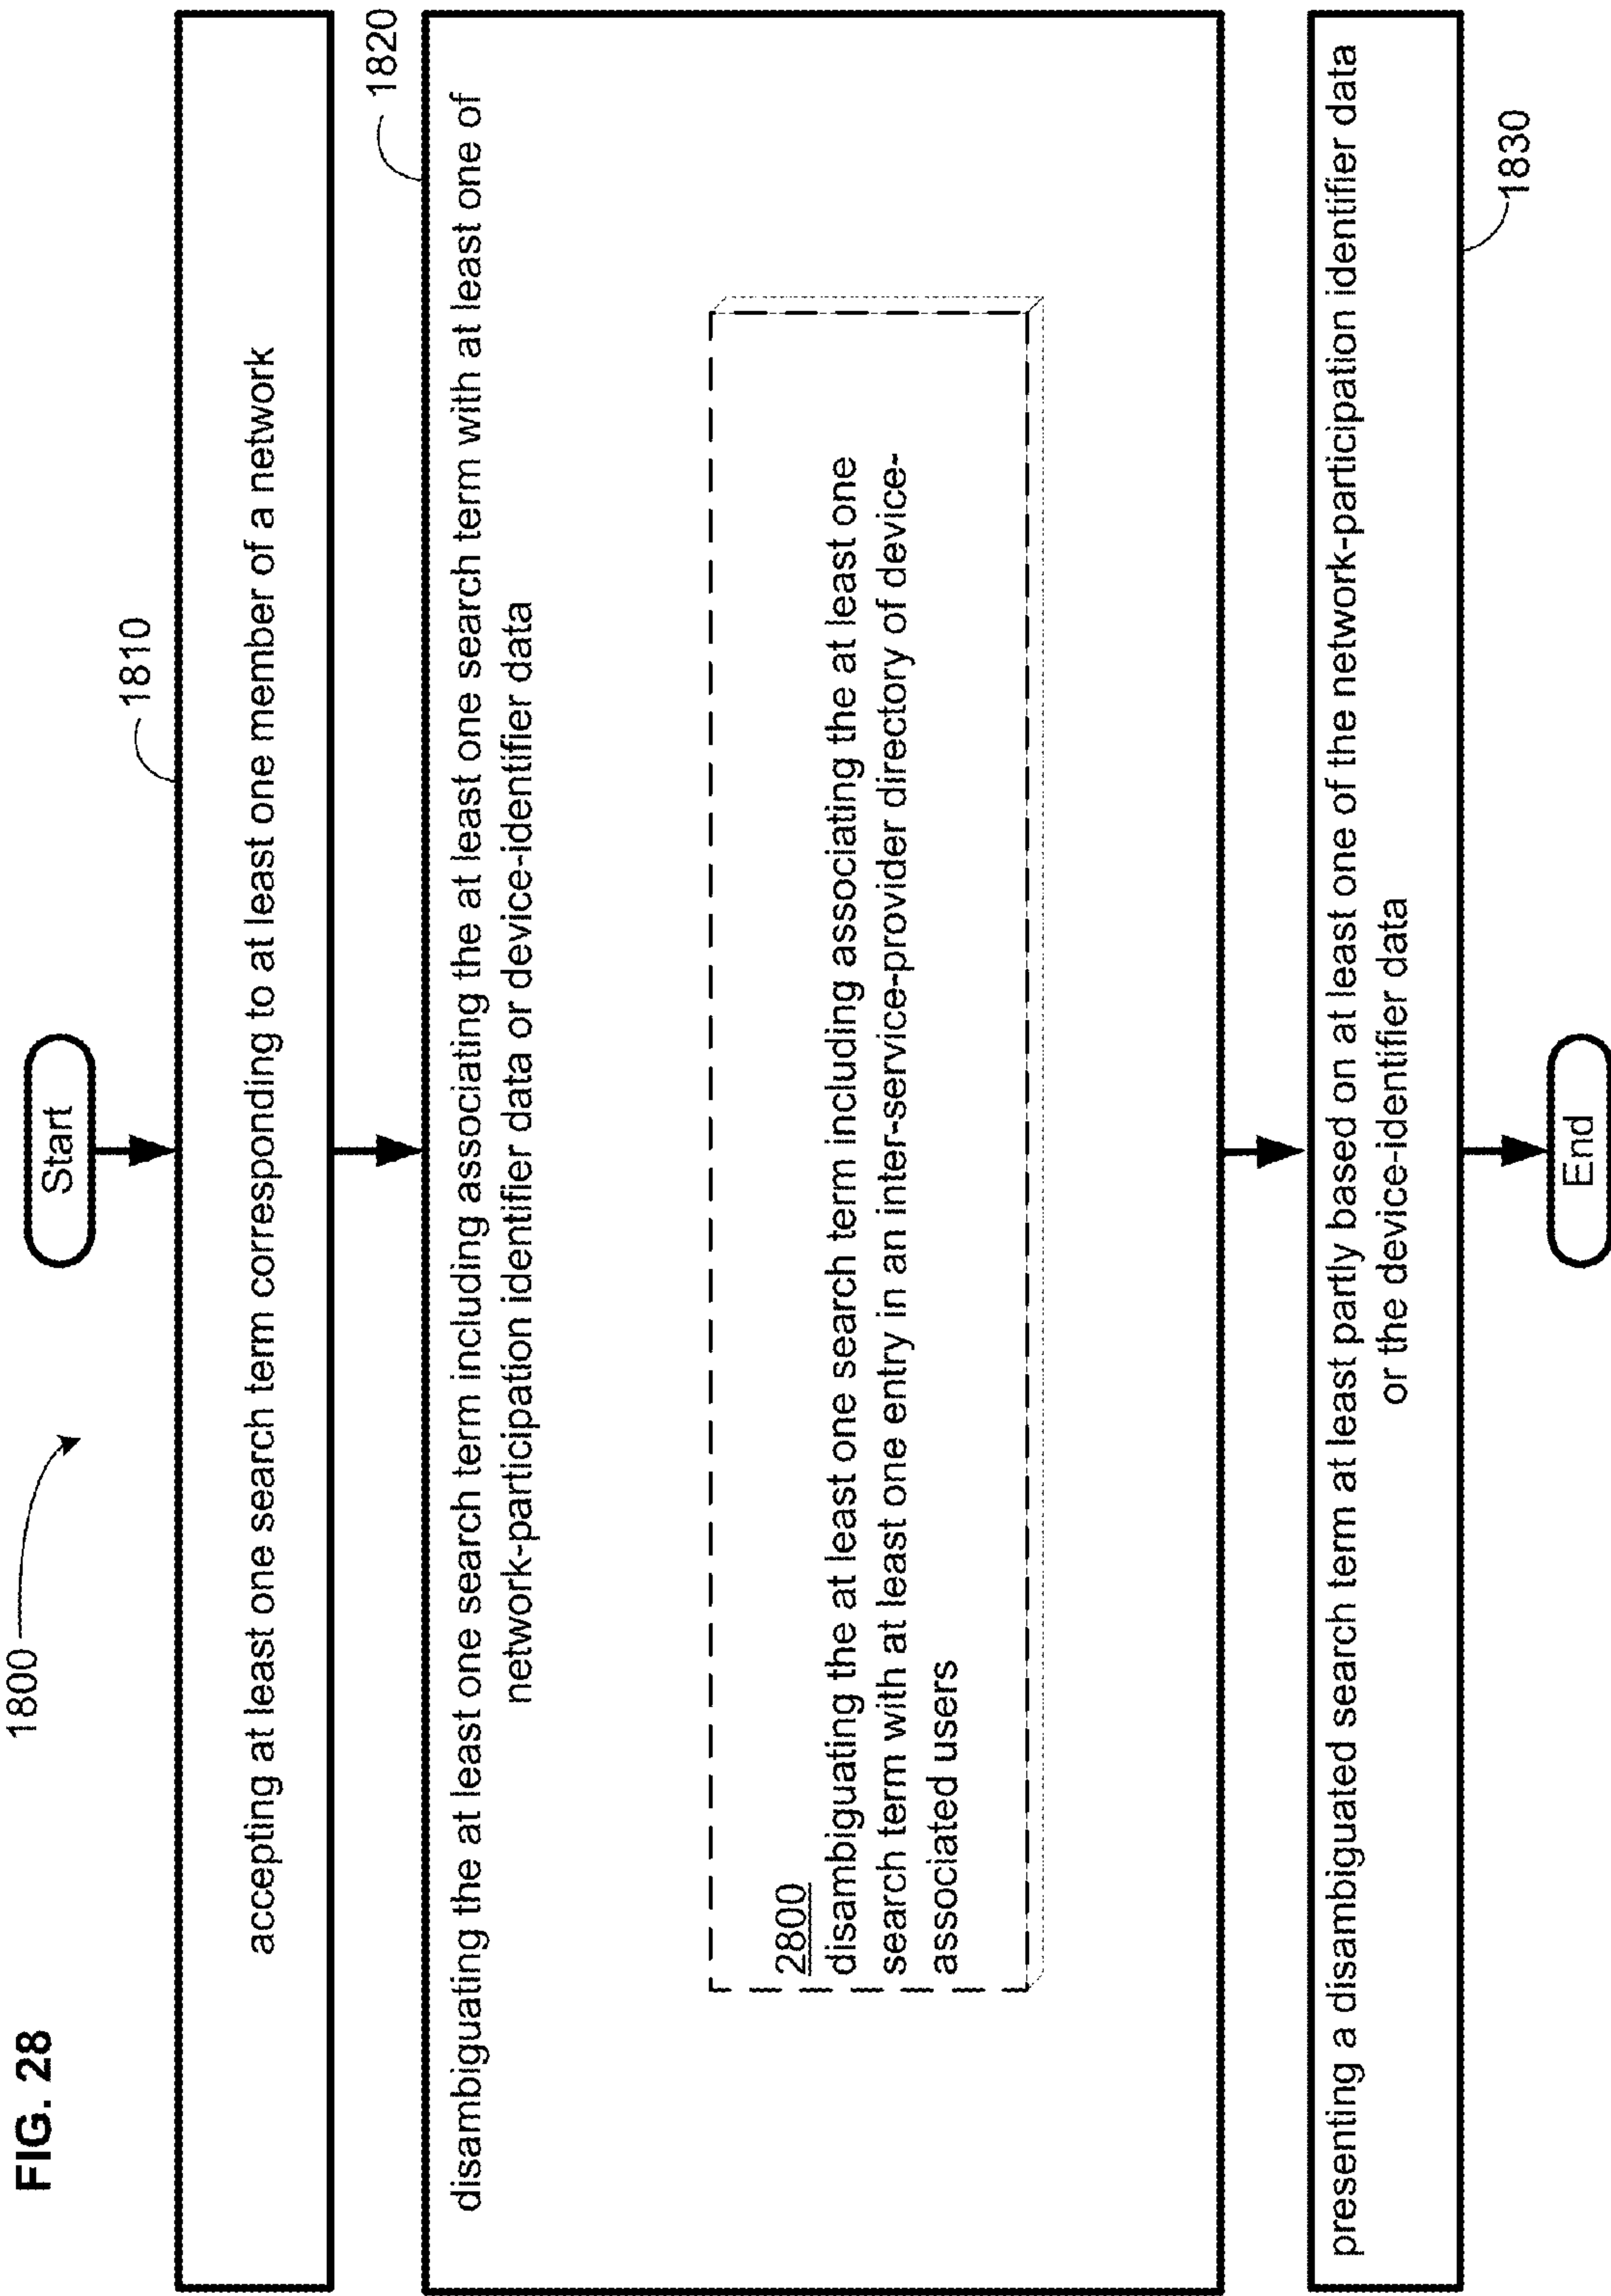 FIG. 28
1800
Start
1810
accepting at least one search term corresponding to at least one member of a network
1820
disambiguating the at least one search term including associating the at least one search term with at least one of
network-participation identifier data or device-identifier data
2800
disambiguating the at least one search term including associating the at least one
search term with at least one entry in an inter-service-provider directory of device-
associated users
presenting a disambiguated search term at least partly based on at least one of the network-participation identifier data
or the device-identifier data
1830
End